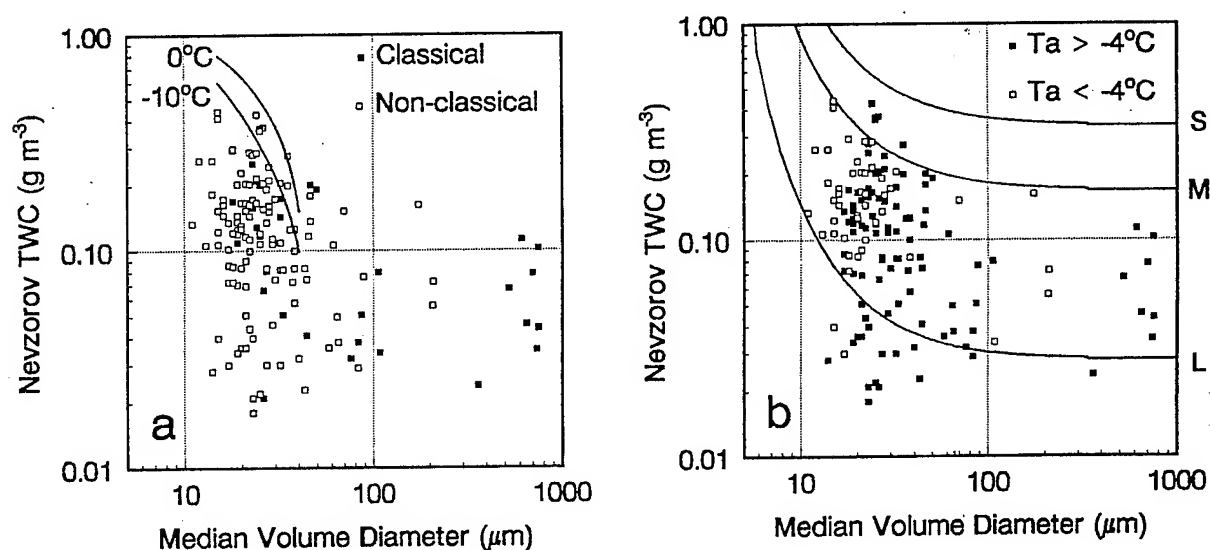 1.00
0°C
-10°C
Classical
Non-classical
0.10
0.01
10
100
1000
Nevzorov TWC (g m⁻³)
Median Volume Diameter (μm)
a
1.00
Ta > -4°C
Ta < -4°C
S
M
L
0.10
0.01
10
100
1000
Nevzorov TWC (g m⁻³)
Median Volume Diameter (μm)
b